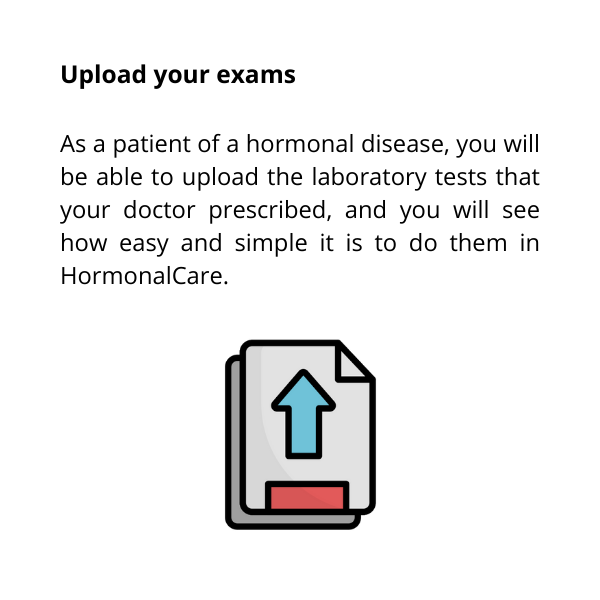 Upload your exams
As a patient of a hormonal disease, you will
be able to upload the laboratory tests that
your doctor prescribed, and you will see
how easy and simple it is to do them in
HormonalCare.